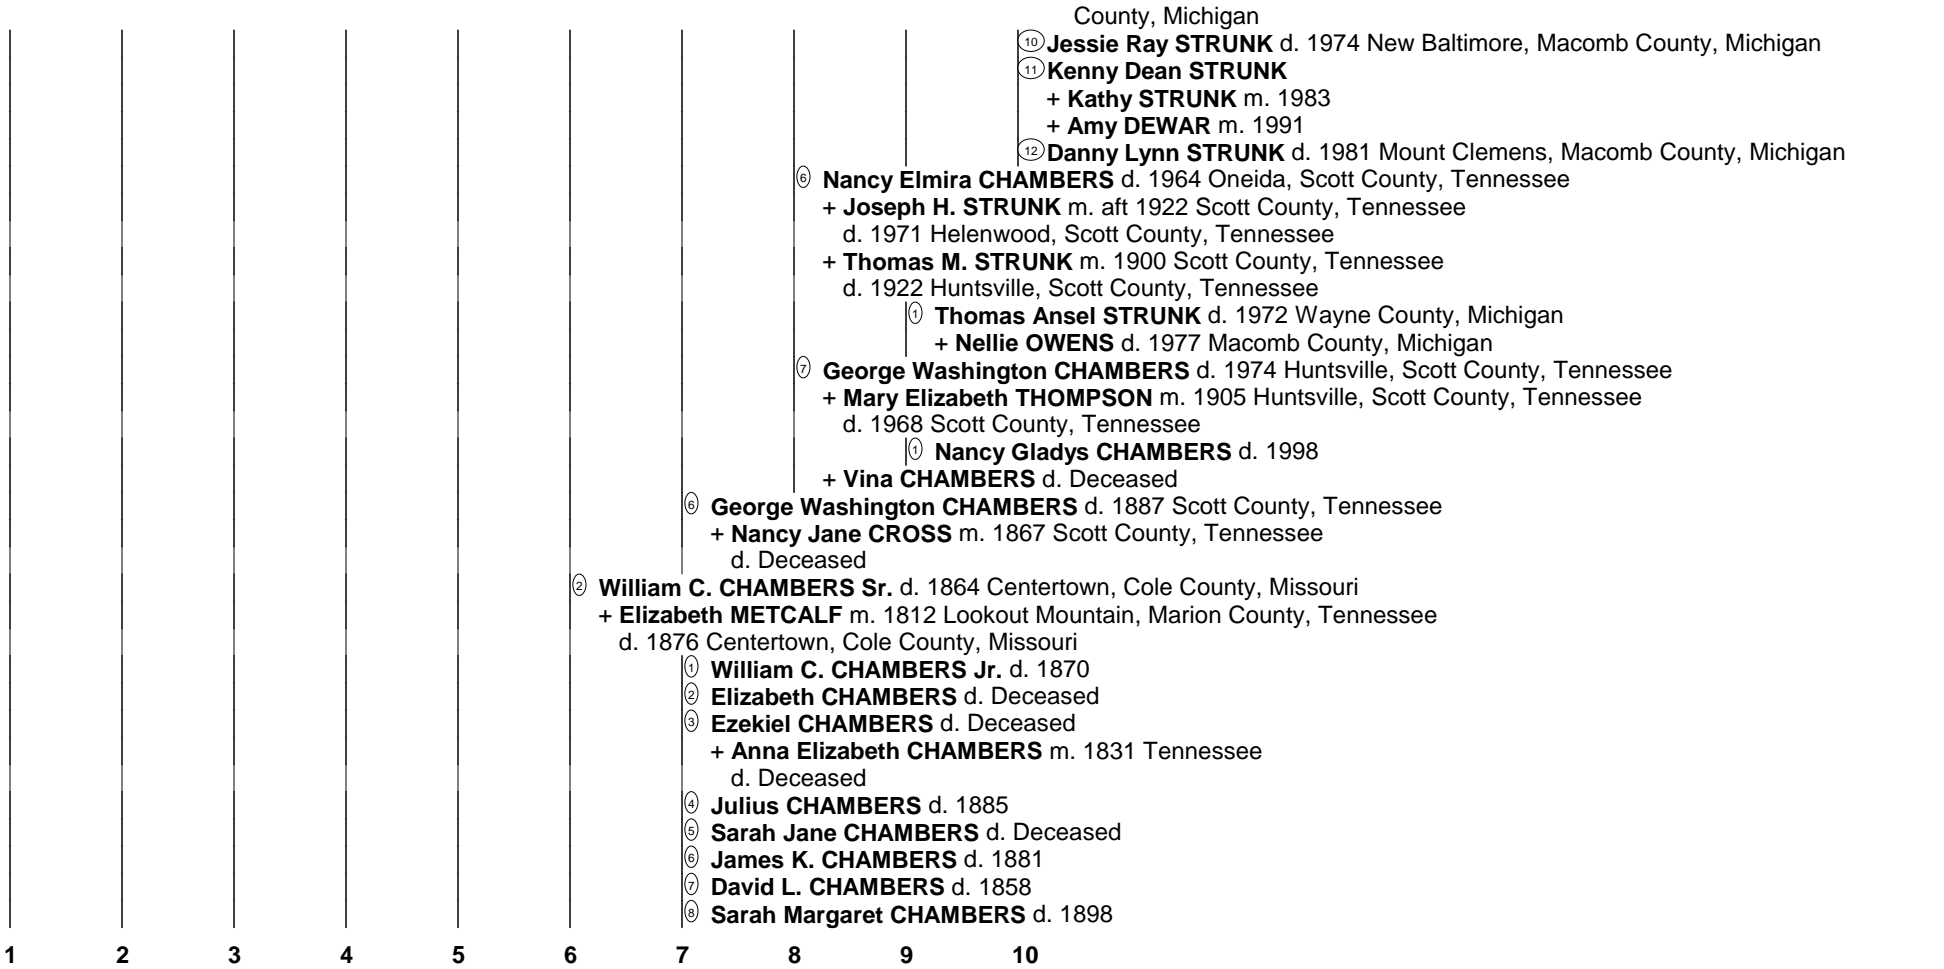 County, Michigan
10 Jessie Ray STRUNK d. 1974 New Baltimore, Macomb County, Michigan
11 Kenny Dean STRUNK
+ Kathy STRUNK m. 1983
+ Amy DEWAR m. 1991
12 Danny Lynn STRUNK d. 1981 Mount Clemens, Macomb County, Michigan
6 Nancy Elmira CHAMBERS d. 1964 Oneida, Scott County, Tennessee
+ Joseph H. STRUNK m. aft 1922 Scott County, Tennessee
d. 1971 Helenwood, Scott County, Tennessee
+ Thomas M. STRUNK m. 1900 Scott County, Tennessee
d. 1922 Huntsville, Scott County, Tennessee
1 Thomas Ansel STRUNK d. 1972 Wayne County, Michigan
+ Nellie OWENS d. 1977 Macomb County, Michigan
7 George Washington CHAMBERS d. 1974 Huntsville, Scott County, Tennessee
+ Mary Elizabeth THOMPSON m. 1905 Huntsville, Scott County, Tennessee
d. 1968 Scott County, Tennessee
1 Nancy Gladys CHAMBERS d. 1998
+ Vina CHAMBERS d. Deceased
6 George Washington CHAMBERS d. 1887 Scott County, Tennessee
+ Nancy Jane CROSS m. 1867 Scott County, Tennessee
d. Deceased
2 William C. CHAMBERS Sr. d. 1864 Centertown, Cole County, Missouri
+ Elizabeth METCALF m. 1812 Lookout Mountain, Marion County, Tennessee
d. 1876 Centertown, Cole County, Missouri
1 William C. CHAMBERS Jr. d. 1870
2 Elizabeth CHAMBERS d. Deceased
3 Ezekiel CHAMBERS d. Deceased
+ Anna Elizabeth CHAMBERS m. 1831 Tennessee
d. Deceased
4 Julius CHAMBERS d. 1885
5 Sarah Jane CHAMBERS d. Deceased
6 James K. CHAMBERS d. 1881
7 David L. CHAMBERS d. 1858
8 Sarah Margaret CHAMBERS d. 1898
1 2 3 4 5 6 7 8 9 10